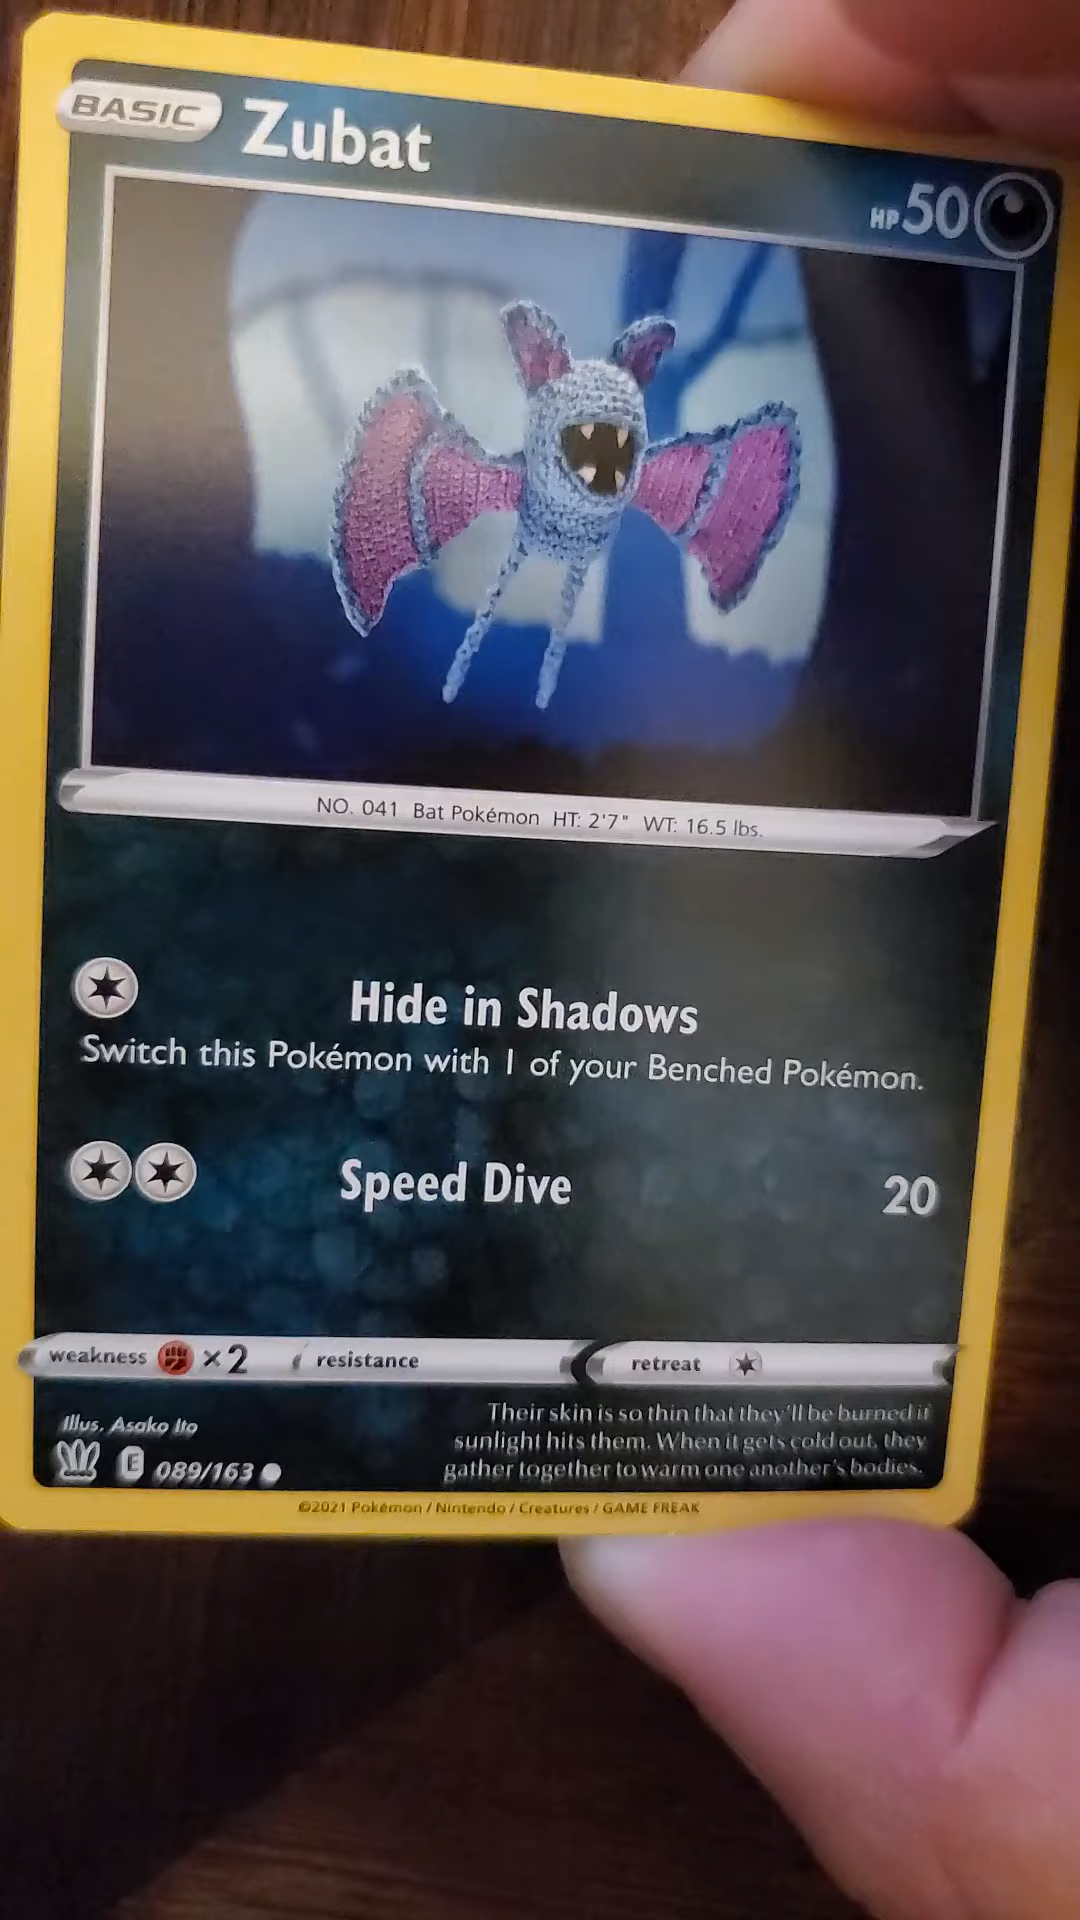 BASIC Zubat HP 50
NO. 041 Bat Pokémon HT: 2'7" WT: 16.5 lbs.
Hide in Shadows
Switch this Pokémon with 1 of your Benched Pokémon.
Speed Dive 20
weakness ×2 resistance retreat
Illus. Asako Ito
E 089/163
Their skin is so thin that they'll be burned if
sunlight hits them. When it gets cold out, they
gather together to warm one another's bodies.
©2021 Pokémon / Nintendo / Creatures / GAME FREAK